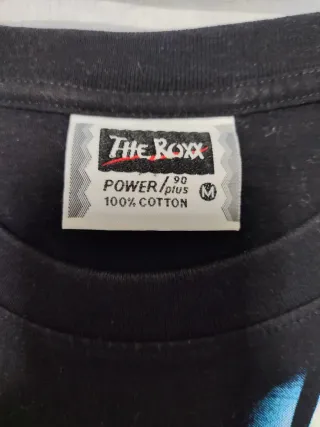 THE ROXX
POWER/90 plus M
100% COTTON